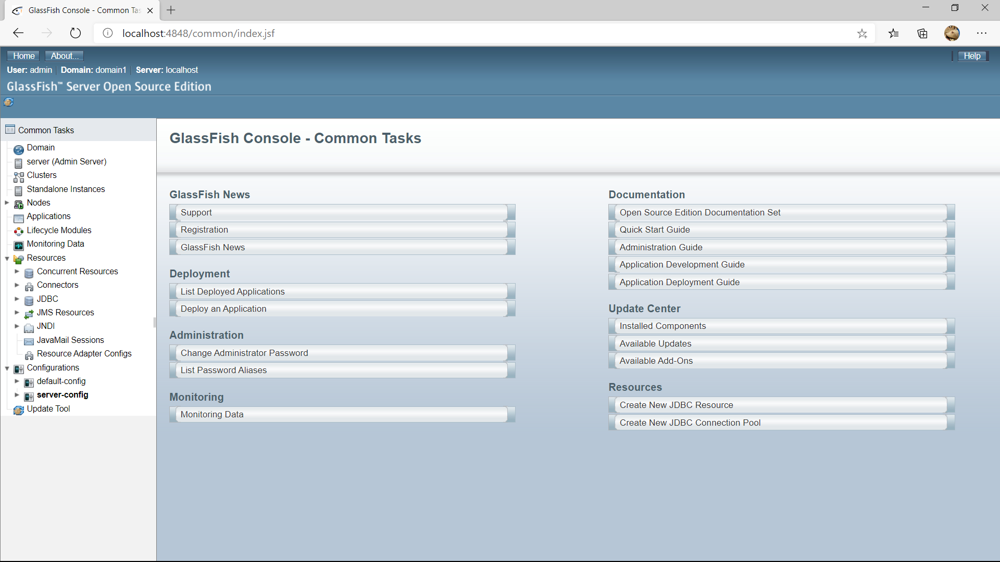 GlassFish Console - Common Tas
localhost:4848/common/index.jsf
Home About... Help
User: admin Domain: domain1 Server: localhost
GlassFish™ Server Open Source Edition
Common Tasks
Domain
server (Admin Server)
Clusters
Standalone Instances
Nodes
Applications
Lifecycle Modules
Monitoring Data
Resources
Concurrent Resources
Connectors
JDBC
JMS Resources
JNDI
JavaMail Sessions
Resource Adapter Configs
Configurations
default-config
server-config
Update Tool
GlassFish Console - Common Tasks
GlassFish News
Support
Registration
GlassFish News
Deployment
List Deployed Applications
Deploy an Application
Administration
Change Administrator Password
List Password Aliases
Monitoring
Monitoring Data
Documentation
Open Source Edition Documentation Set
Quick Start Guide
Administration Guide
Application Development Guide
Application Deployment Guide
Update Center
Installed Components
Available Updates
Available Add-Ons
Resources
Create New JDBC Resource
Create New JDBC Connection Pool